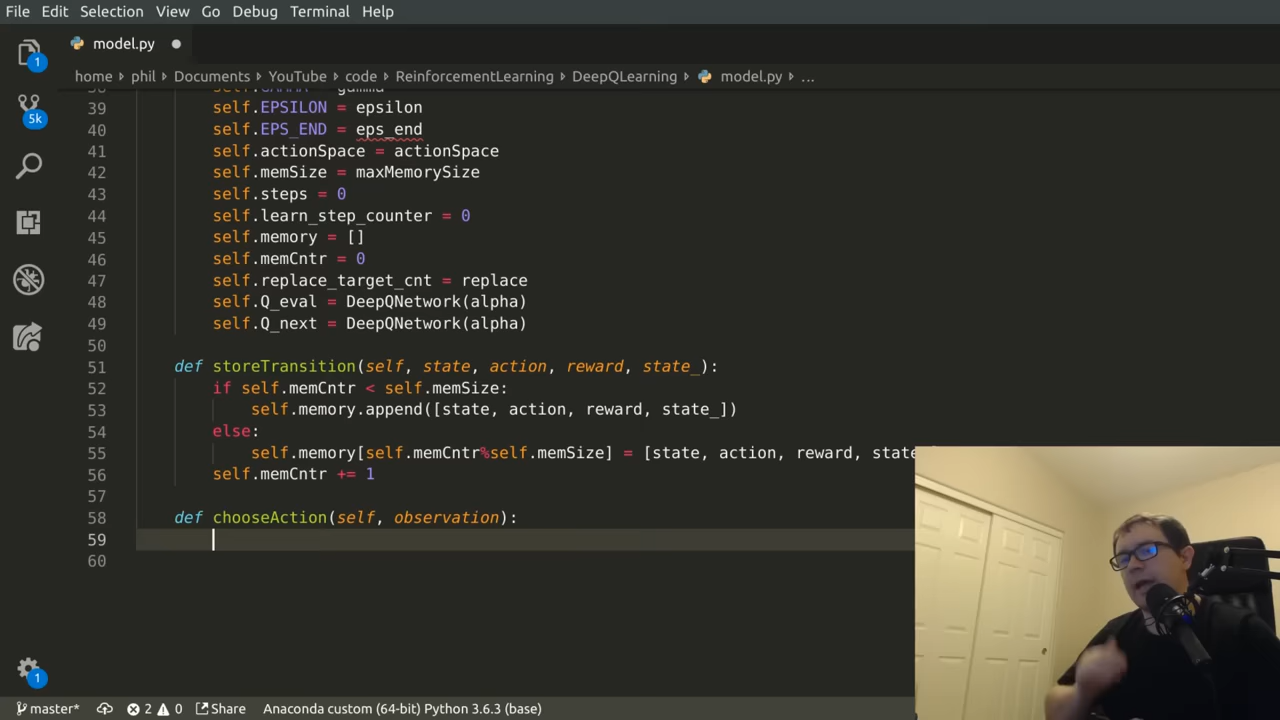 File Edit Selection View Go Debug Terminal Help
model.py
home phil Documents YouTube code ReinforcementLearning DeepQLearning model.py ...
39 self.EPSILON = epsilon
40 self.EPS_END = eps_end
41 self.actionSpace = actionSpace
42 self.memSize = maxMemorySize
43 self.steps = 0
44 self.learn_step_counter = 0
45 self.memory = []
46 self.memCntr = 0
47 self.replace_target_cnt = replace
48 self.Q_eval = DeepQNetwork(alpha)
49 self.Q_next = DeepQNetwork(alpha)
50
51 def storeTransition(self, state, action, reward, state_):
52 if self.memCntr < self.memSize:
53 self.memory.append([state, action, reward, state_])
54 else:
55 self.memory[self.memCntr%self.memSize] = [state, action, reward, state
56 self.memCntr += 1
57
58 def chooseAction(self, observation):
59
60
1
5k
1
master* 2 0 Share Anaconda custom (64-bit) Python 3.6.3 (base)